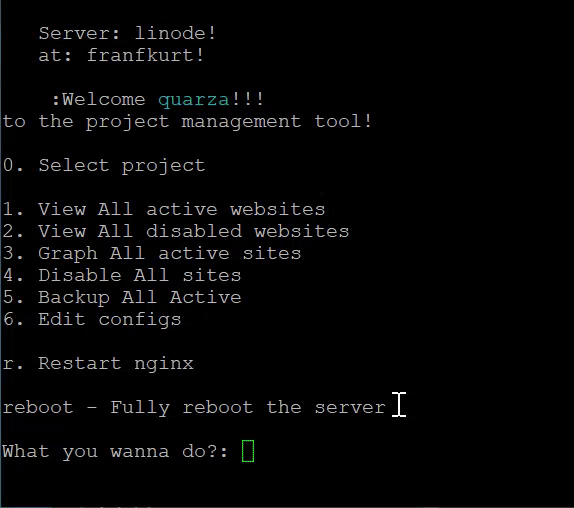 Server: linode!
at: franfkurt!
:Welcome quarza!!!
to the project management tool!
0. Select project
1. View All active websites
2. View All disabled websites
3. Graph All active sites
4. Disable All sites
5. Backup All Active
6. Edit configs
r. Restart nginx
reboot - Fully reboot the server
What you wanna do?: